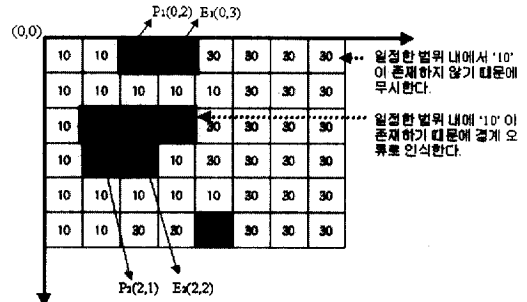 P₁(0,2) E₁(0,3)
(0,0)
10 10 30 30 30 30
10 10 10 10 10 30 30 30
10 30 30 30 30
10 10 30 30 30 30
10 10 10 10 30 30 30 30
10 10 30 30 30 30 30
일정한 범위 내에서 '10'
이 존재하지 않기 때문에
무시한다.
일정한 범위 내에 '10' 이
존재하기 때문에 경계 오
류로 인식한다.
P₂(2,1) E₂(2,2)